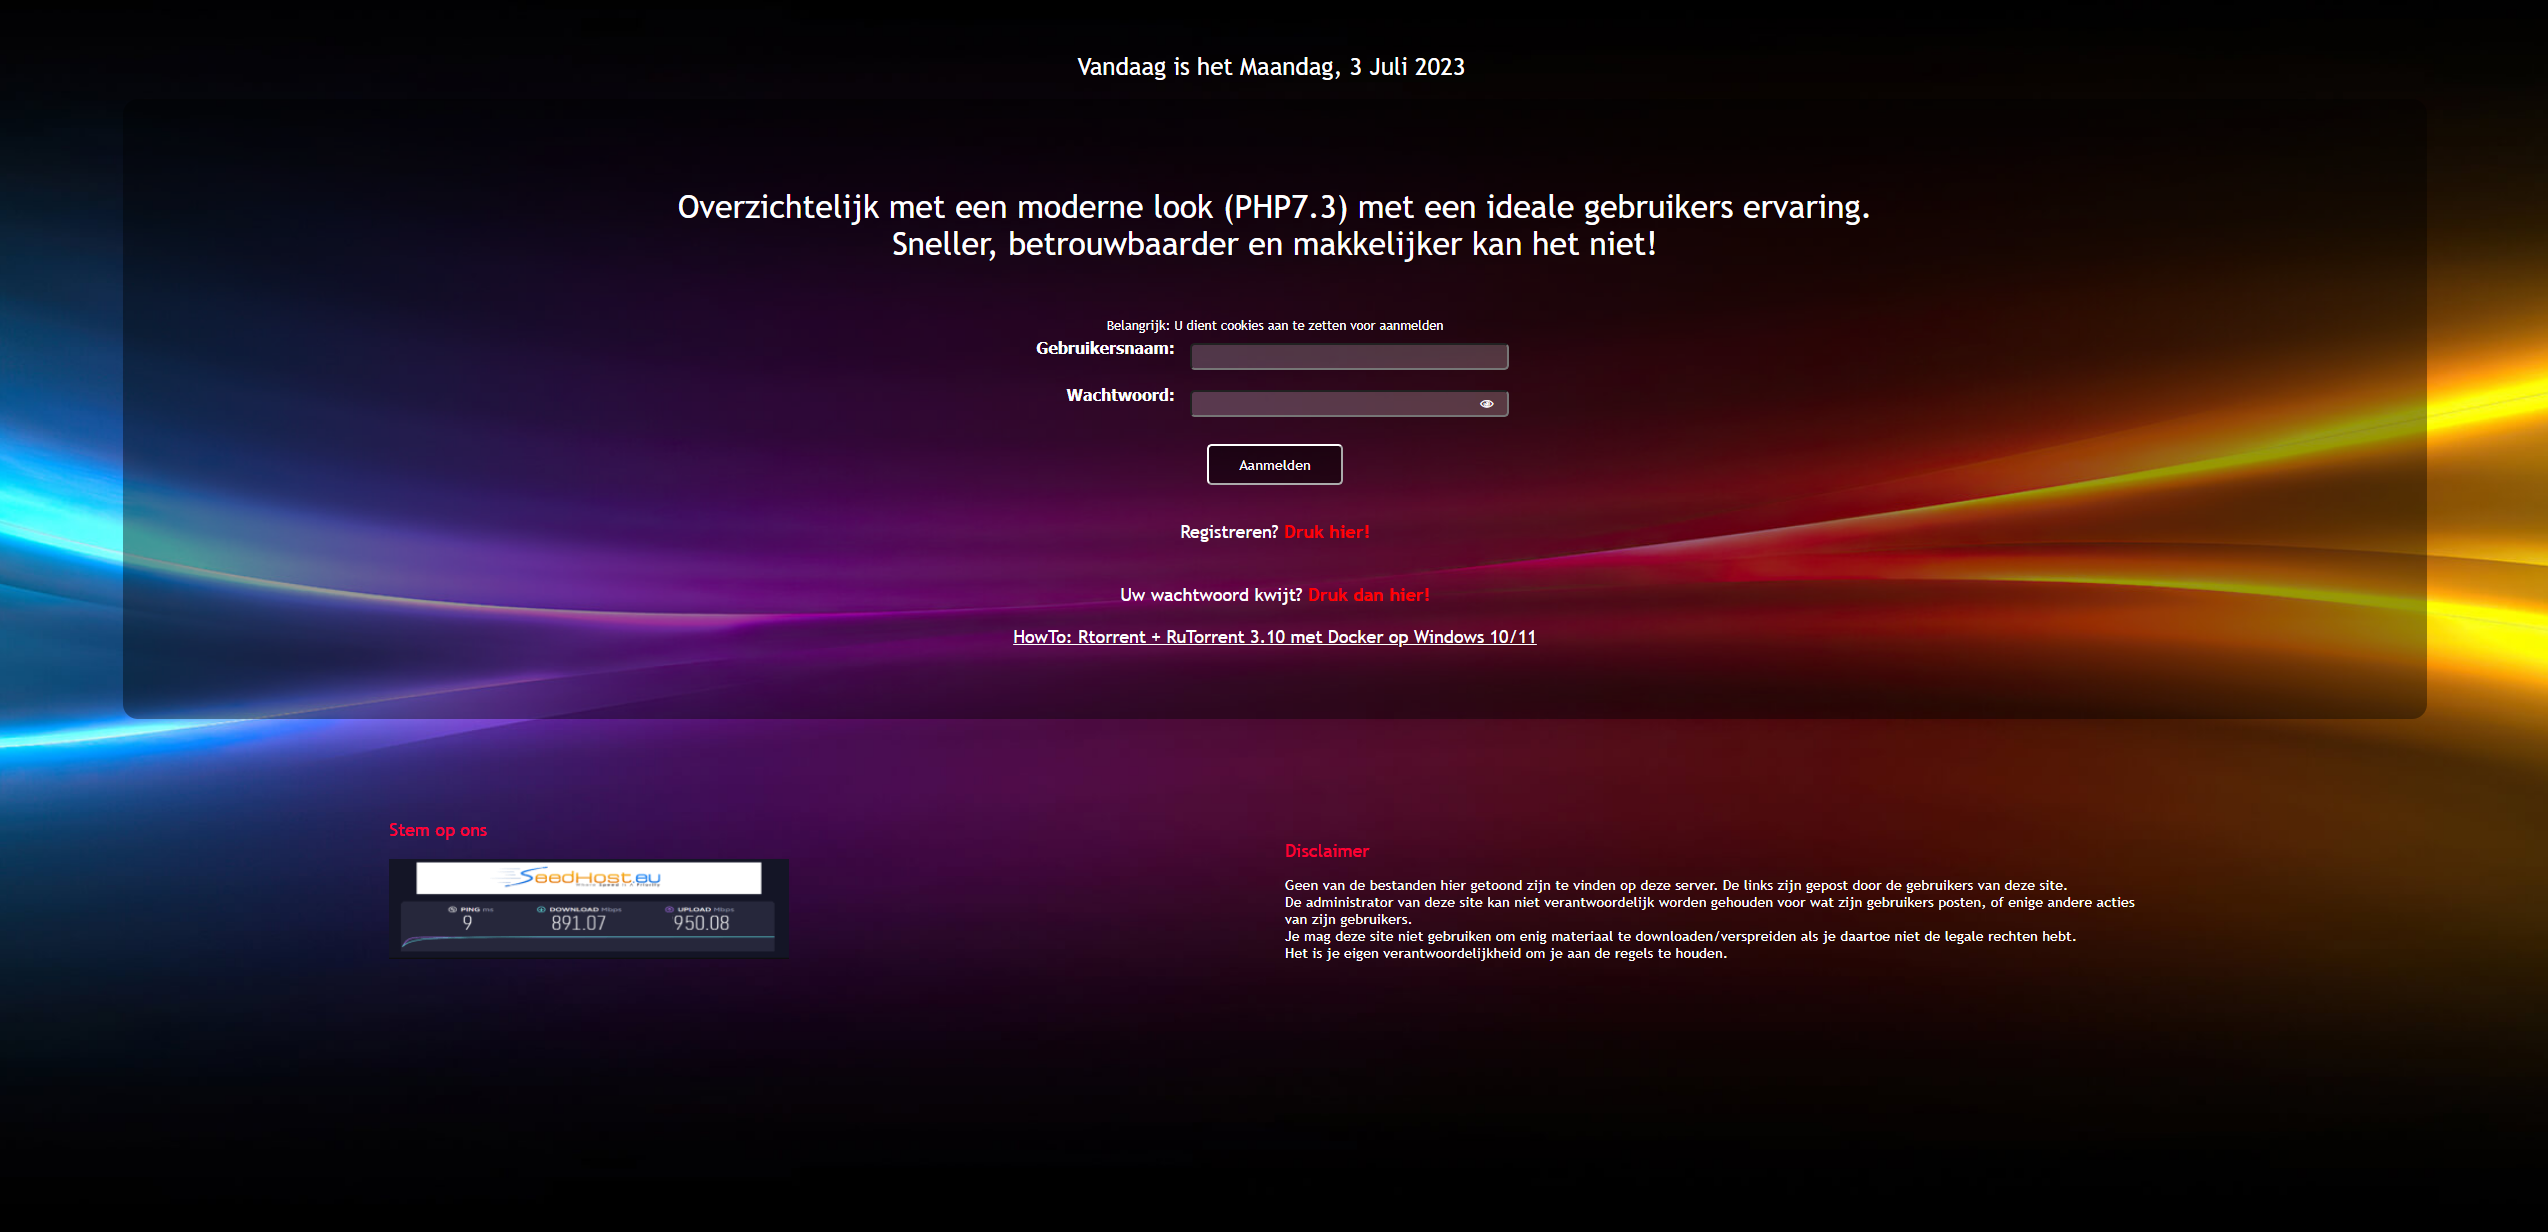 Vandaag is het Maandag, 3 Juli 2023
Overzichtelijk met een moderne look (PHP7.3) met een ideale gebruikers ervaring.
Sneller, betrouwbaarder en makkelijker kan het niet!
Belangrijk: U dient cookies aan te zetten voor aanmelden
Gebruikersnaam:
Wachtwoord:
Aanmelden
Registreren? Druk hier!
Uw wachtwoord kwijt? Druk dan hier!
HowTo: Rtorrent + RuTorrent 3.10 met Docker op Windows 10/11
Stem op ons
SeedHost.eu
Where Speed Is A Priority
PING ms DOWNLOAD Mbps UPLOAD Mbps
9 891.07 950.08
Disclaimer
Geen van de bestanden hier getoond zijn te vinden op deze server. De links zijn gepost door de gebruikers van deze site.
De administrator van deze site kan niet verantwoordelijk worden gehouden voor wat zijn gebruikers posten, of enige andere acties
van zijn gebruikers.
Je mag deze site niet gebruiken om enig materiaal te downloaden/verspreiden als je daartoe niet de legale rechten hebt.
Het is je eigen verantwoordelijkheid om je aan de regels te houden.